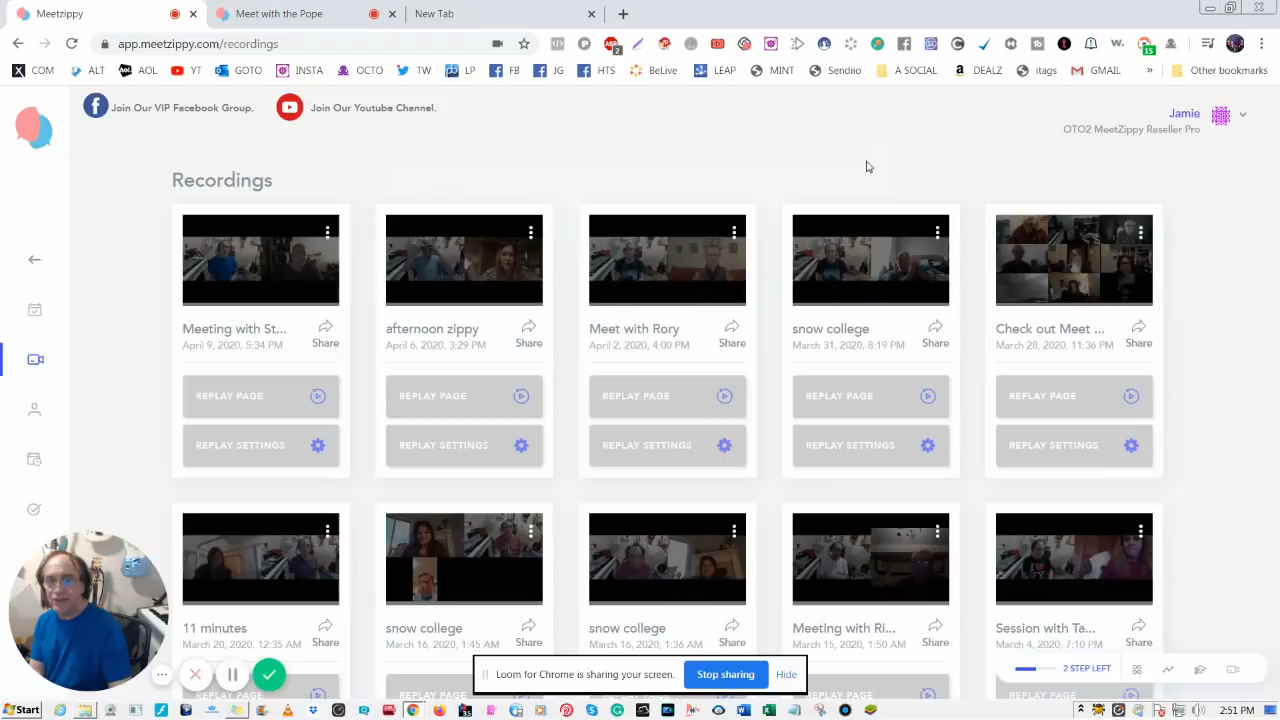 Meetzippy
Meet with the Pope
New Tab
app.meetzippy.com/recordings
COM ALT AOL YT GOTO INSTA OCTO TW LP FB JG HTS BeLive LEAP MINT Sendiio A SOCIAL DEALZ itags GMAIL » Other bookmarks
Join Our VIP Facebook Group. Join Our Youtube Channel.
Jamie
OTO2 MeetZippy Reseller Pro
Recordings
Meeting with St... Share
April 9, 2020, 5:34 PM
REPLAY PAGE
REPLAY SETTINGS
afternoon zippy Share
April 6, 2020, 3:29 PM
REPLAY PAGE
REPLAY SETTINGS
Meet with Rory Share
April 2, 2020, 4:00 PM
REPLAY PAGE
REPLAY SETTINGS
snow college Share
March 31, 2020, 8:19 PM
REPLAY PAGE
REPLAY SETTINGS
Check out Meet ... Share
March 28, 2020, 11:36 PM
REPLAY PAGE
REPLAY SETTINGS
11 minutes Share
March 20, 2020, 12:35 AM
snow college Share
March 16, 2020, 1:45 AM
snow college Share
March 16, 2020, 1:36 AM
Meeting with Ri... Share
March 15, 2020, 1:50 AM
Session with Ta... Share
March 4, 2020, 7:10 PM
Loom for Chrome is sharing your screen. Stop sharing Hide
2 STEP LEFT
Start
2:51 PM